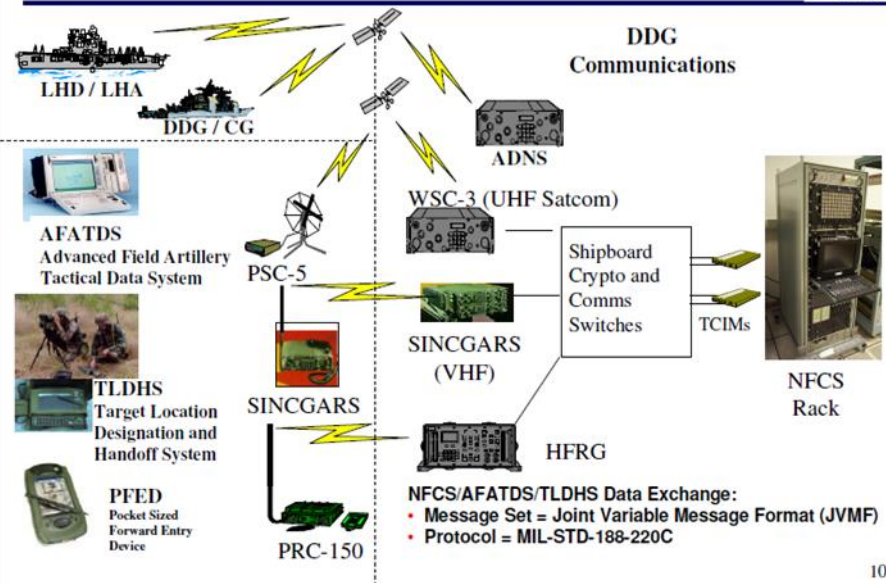 DDG
Communications
LHD / LHA
DDG / CG
ADNS
WSC-3 (UHF Satcom)
AFATDS
Advanced Field Artillery
Tactical Data System
PSC-5
Shipboard
Crypto and
Comms
Switches
TCIMs
SINCGARS
(VHF)
NFCS
Rack
TLDHS
Target Location
Designation and
Handoff System
SINCGARS
HFRG
PFED
Pocket Sized
Forward Entry
Device
PRC-150
NFCS/AFATDS/TLDHS Data Exchange:
• Message Set = Joint Variable Message Format (JVMF)
• Protocol = MIL-STD-188-220C
10